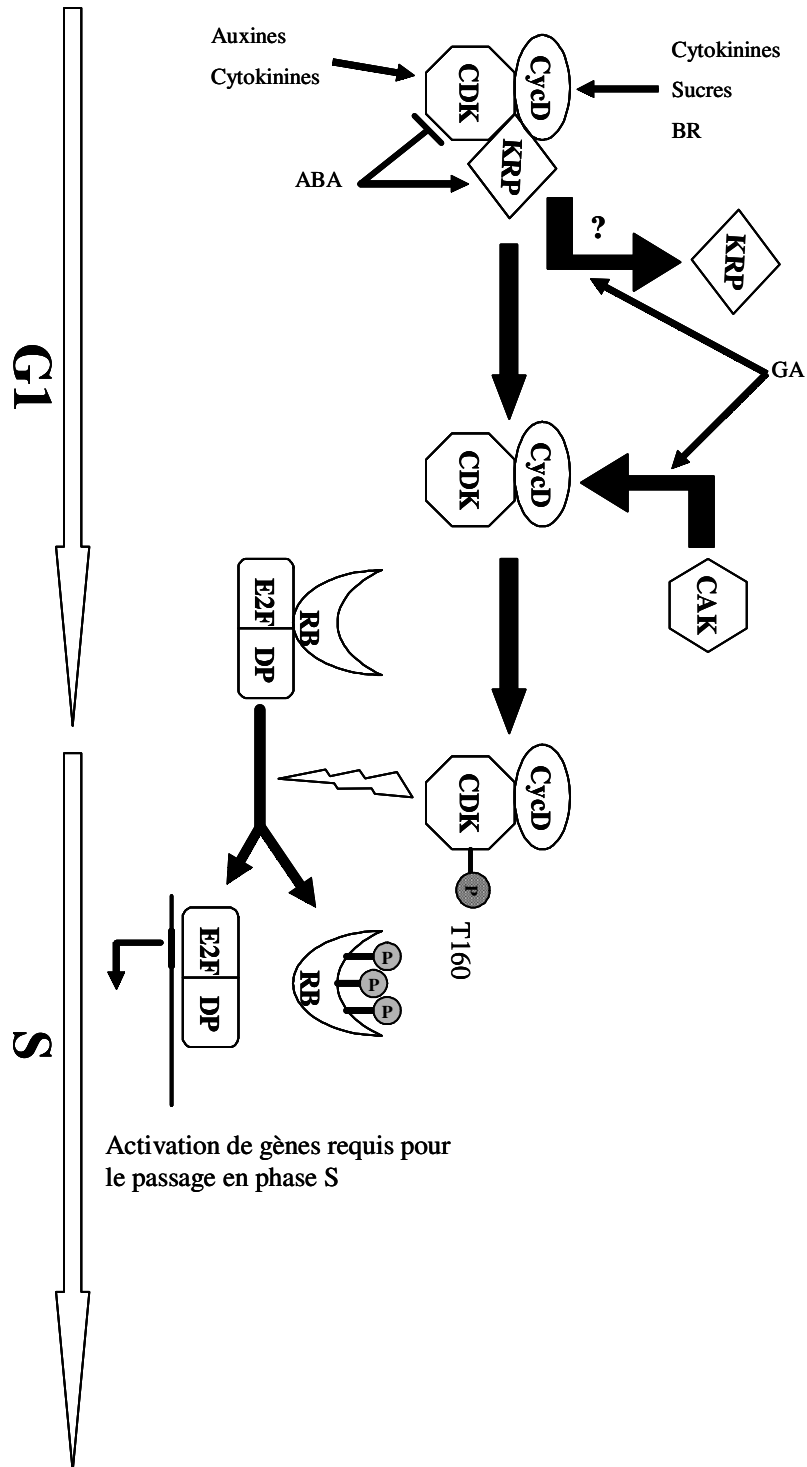 Auxines
Cytokinines
CDK
CycD
KRP
Cytokinines
Sucres
BR
ABA
?
KRP
GA
G1
CDK
CycD
CAK
E2F DP
RB
CDK
CycD
P
T160
E2F DP
RB
P
P
P
S
Activation de gènes requis pour
le passage en phase S